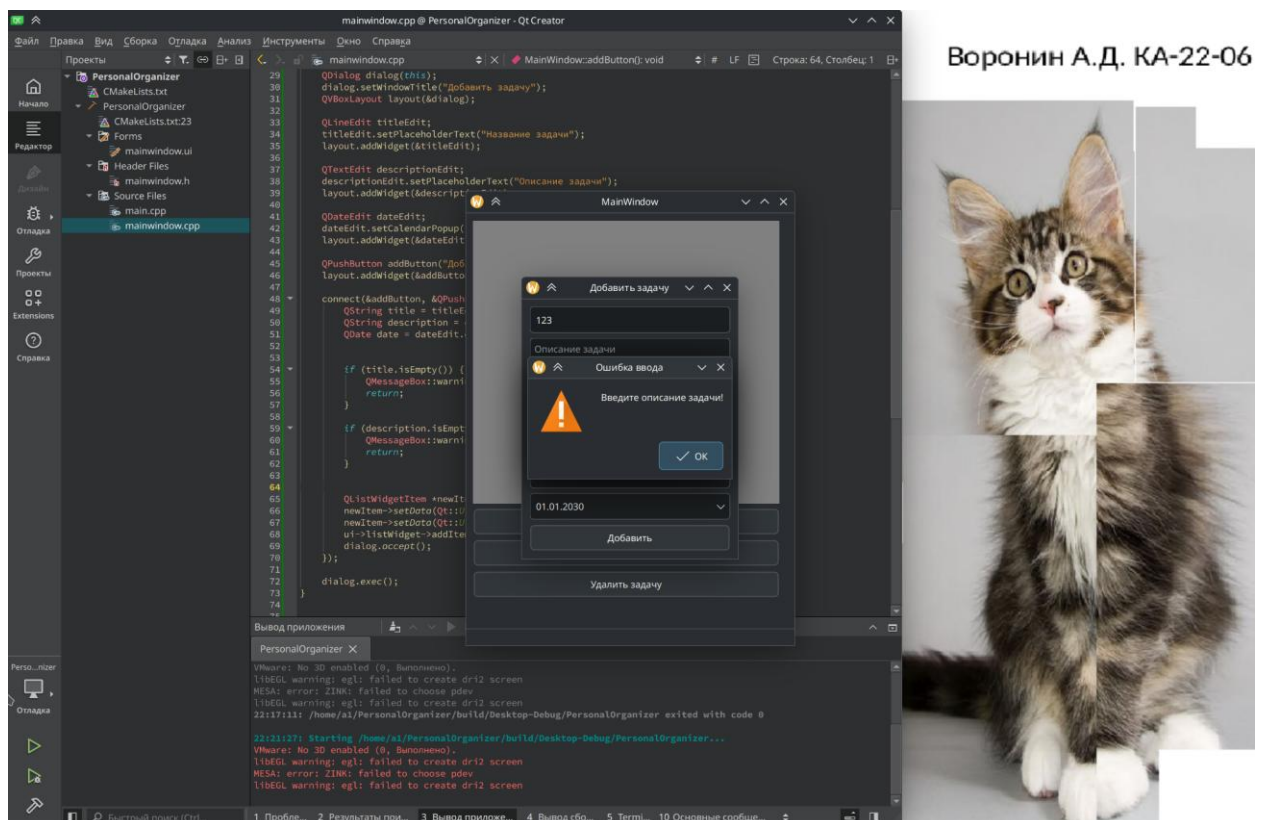 mainwindow.cpp @ PersonalOrganizer - Qt Creator
Файл Правка Вид Сборка Отладка Анализ Инструменты Окно Справка
Проекты
mainwindow.cpp
MainWindow::addButton(): void
# LF
Строка: 64, Столбец: 1
Воронин А.Д. КА-22-06
Начало
Редактор
Дизайн
Отладка
Проекты
Extensions
Справка
PersonalOrganizer
CMakeLists.txt
PersonalOrganizer
CMakeLists.txt:23
Forms
mainwindow.ui
Header Files
mainwindow.h
Source Files
main.cpp
mainwindow.cpp
29 QDialog dialog(this);
30 dialog.setWindowTitle("Добавить задачу");
31 QVBoxLayout layout(&dialog);
32
33 QLineEdit titleEdit;
34 titleEdit.setPlaceholderText("Название задачи");
35 layout.addWidget(&titleEdit);
36
37 QTextEdit descriptionEdit;
38 descriptionEdit.setPlaceholderText("Описание задачи");
39 layout.addWidget(&descript
40
41 QDateEdit dateEdit;
42 dateEdit.setCalendarPopup(
43 layout.addWidget(&dateEdit
44
45 QPushButton addButton("Доб
46 layout.addWidget(&addButto
47
48 connect(&addButton, &QPush
49 QString title = titleE
50 QString description =
51 QDate date = dateEdit.
52
53
54 if (title.isEmpty()) {
55 QMessageBox::warni
56 return;
57 }
58
59 if (description.isEmpt
60 QMessageBox::warni
61 return;
62 }
63
64
65 QListWidgetItem *newIt
66 newItem->setData(Qt::
67 newItem->setData(Qt::
68 ui->listWidget->addIte
69 dialog.accept();
70 });
71
72 dialog.exec();
73 }
74
MainWindow
Добавить задачу
123
Описание задачи
Ошибка ввода
Введите описание задачи!
ОК
01.01.2030
Добавить
Удалить задачу
Вывод приложения
PersonalOrganizer
VMware: No 3D enabled (0, Выполнено).
libEGL warning: egl: failed to create dri2 screen
MESA: error: ZINK: failed to choose pdev
libEGL warning: egl: failed to create dri2 screen
22:17:11: /home/a1/PersonalOrganizer/build/Desktop-Debug/PersonalOrganizer exited with code 0
22:21:27: Starting /home/a1/PersonalOrganizer/build/Desktop-Debug/PersonalOrganizer...
VMware: No 3D enabled (0, Выполнено).
libEGL warning: egl: failed to create dri2 screen
MESA: error: ZINK: failed to choose pdev
libEGL warning: egl: failed to create dri2 screen
Perso...nizer
Отладка
Быстрый поиск (Ctrl...
1 Пробле... 2 Результаты при... 3 Вывод приложе... 4 Вывод сбо... 5 Termi... 10 Основные сообще...